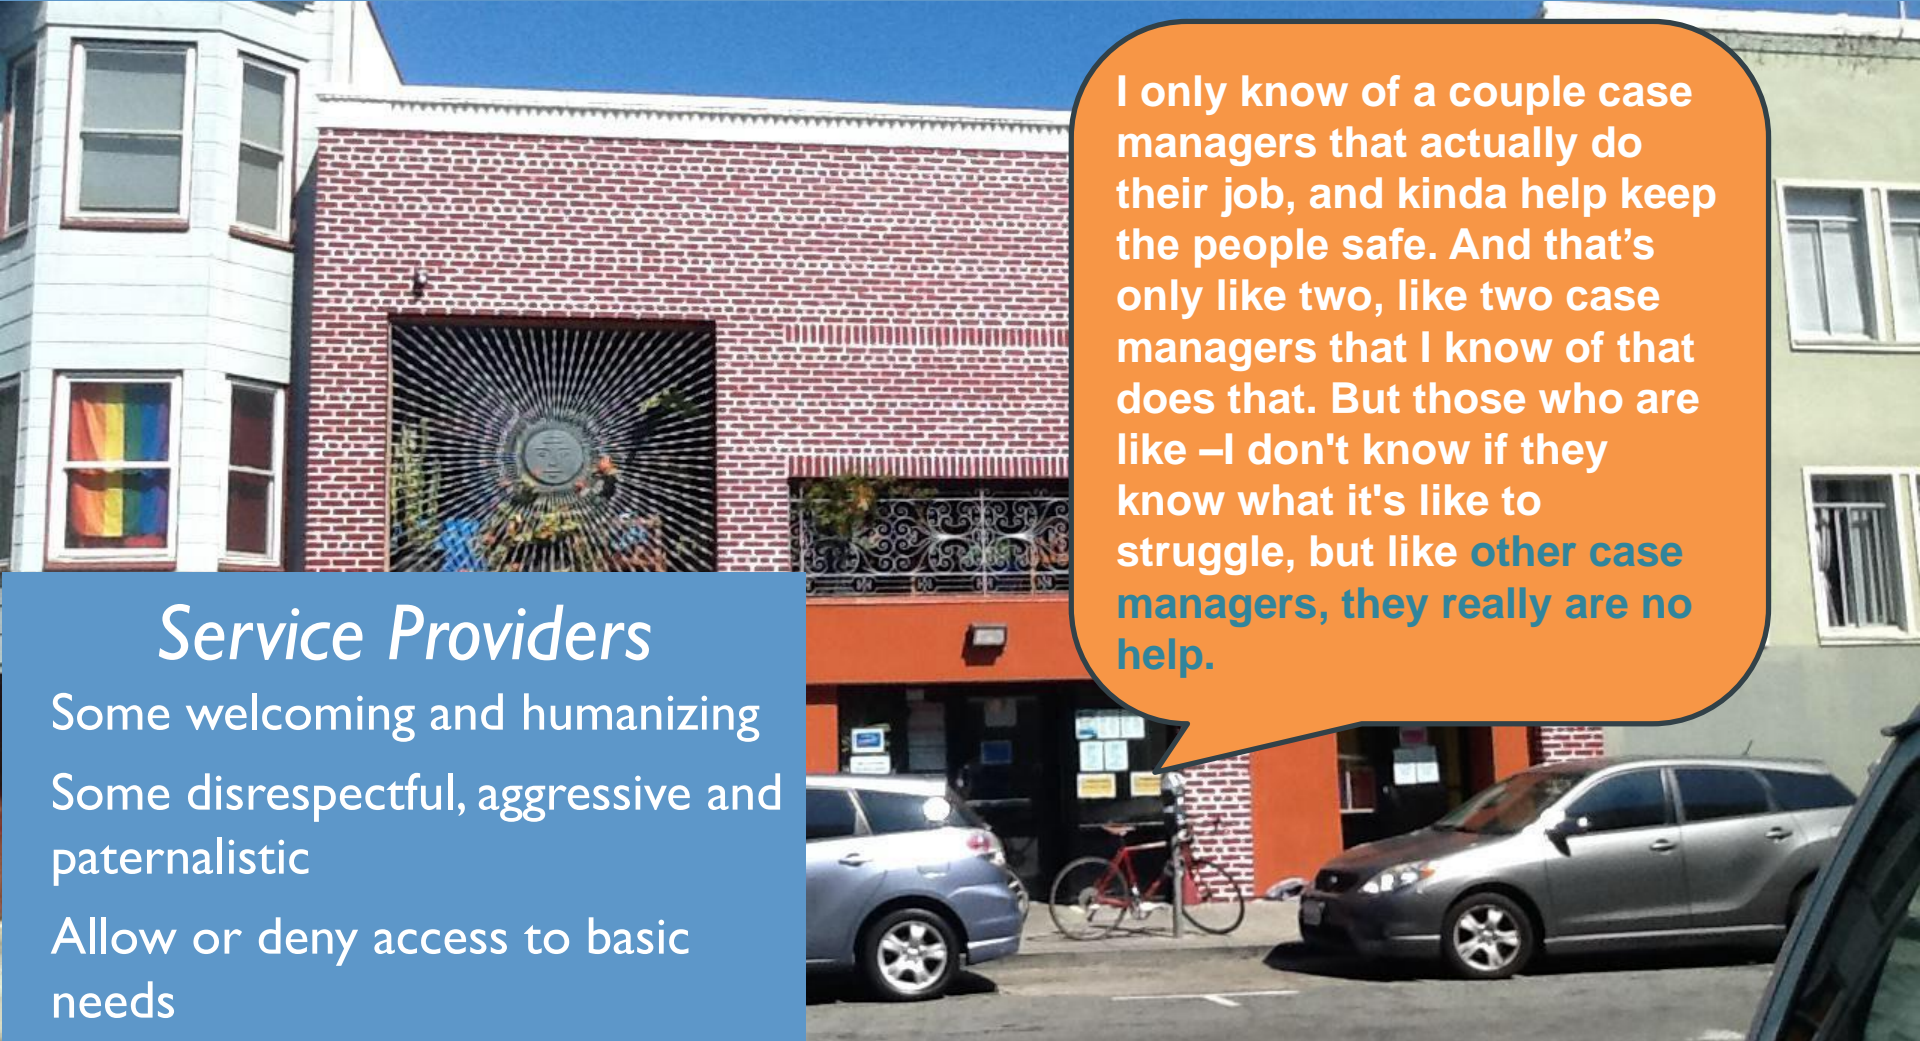 Service Providers
Some welcoming and humanizing
Some disrespectful, aggressive and
paternalistic
Allow or deny access to basic
needs
I only know of a couple case
managers that actually do
their job, and kinda help keep
the people safe. And that’s
only like two, like two case
managers that I know of that
does that. But those who are
like –I don't know if they
know what it's like to
struggle, but like other case
managers, they really are no
help.